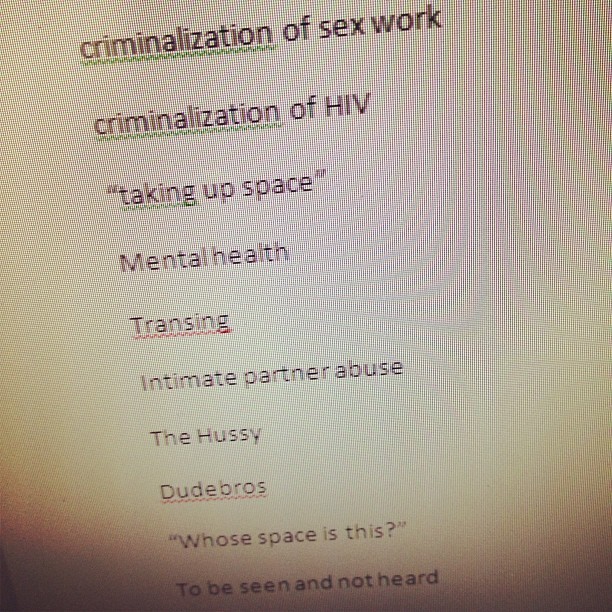 criminalization of sex work
criminalization of HIV
“taking up space”
Mental health
Transing
Intimate partner abuse
The Hussy
Dudebros
“Whose space is this?”
To be seen and not heard